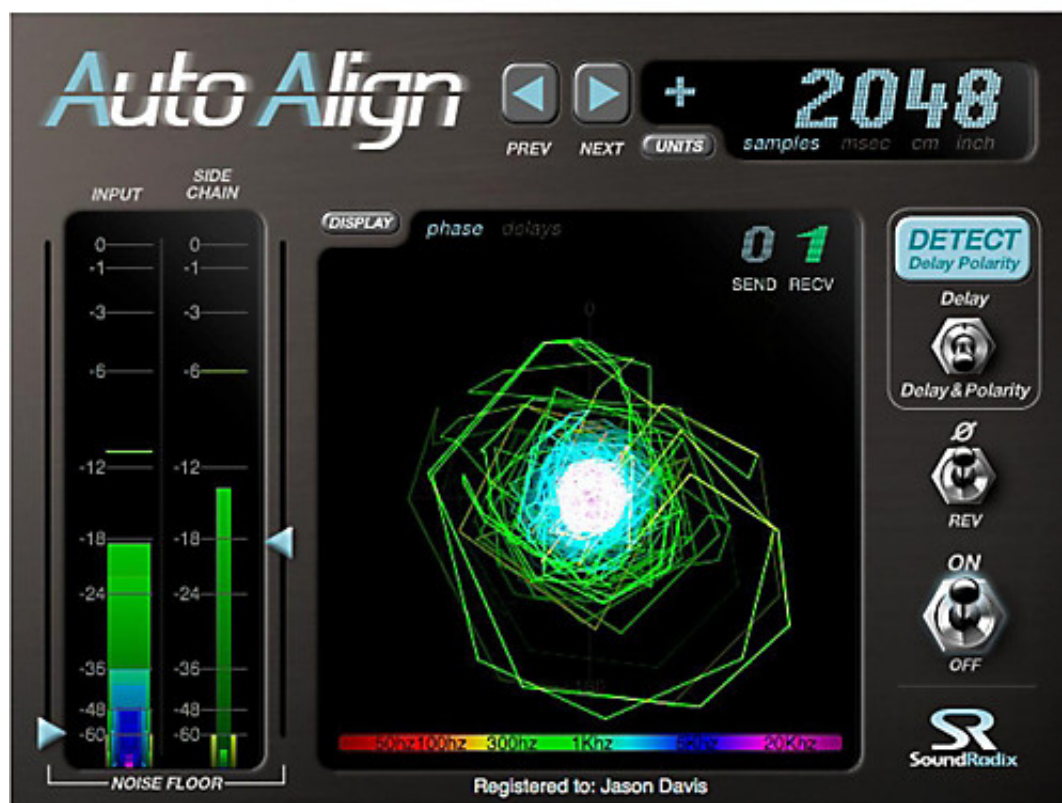 Auto Align
PREV NEXT
UNITS
+ 2048
samples msec cm inch
INPUT SIDE CHAIN
0 0
-1 -1
-3 -3
-6 -6
-12 -12
-18 -18
-24 -24
-36 -36
-48 -48
-60 -60
NOISE FLOOR
DISPLAY
phase delays
0 1
SEND RECV
0
180
50hz 100hz 300hz 1Khz 5Khz 20Khz
Registered to: Jason Davis
DETECT
Delay Polarity
Delay
Delay & Polarity
Ø
REV
ON
OFF
SR
SoundRadix